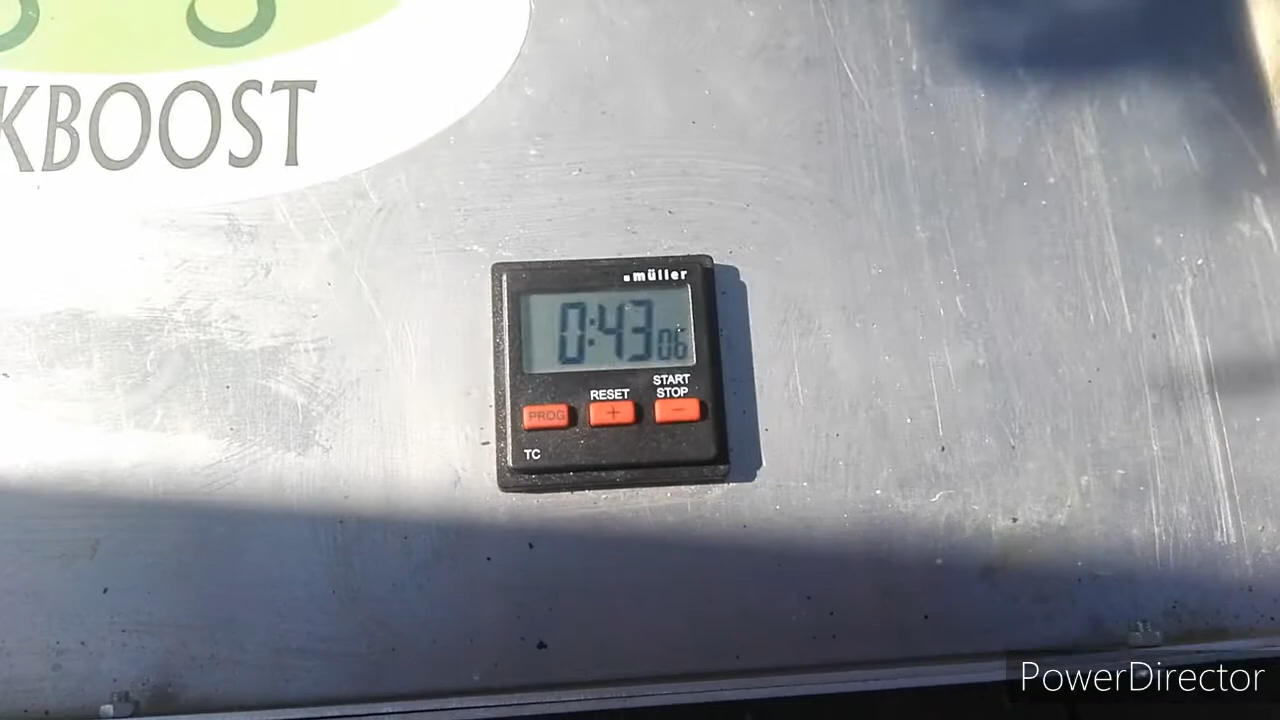 KBOOST
müller
0:43 06
START
RESET STOP
PROG + -
TC
PowerDirector